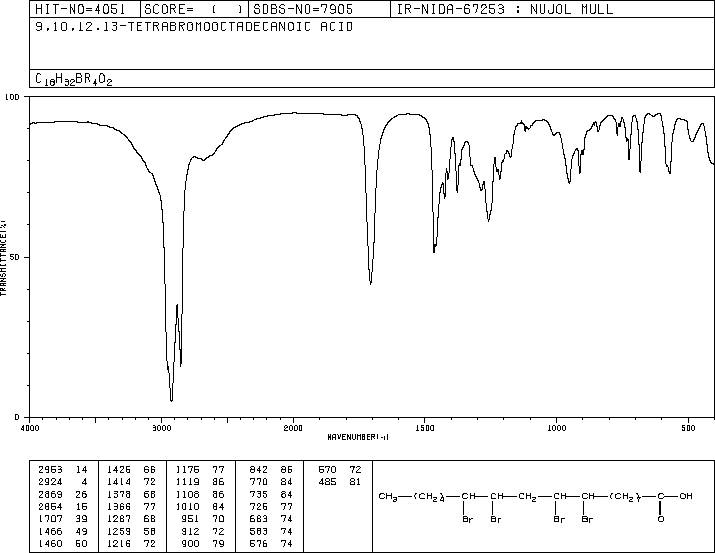 HIT-NO=4051 SCORE= ( ) SDBS-NO=7905 IR-NIDA-67253 : NUJOL MULL
9,10,12,13-TETRABROMOOCTADECANOIC ACID
C18H32BR4O2
100
50
0
TRANSMITTANCE(%)
4000 3000 2000 1500 1000 500
WAVENUMBER(-1)
2953 14 1426 66 1176 77 842 86 670 72
2924 4 1414 72 1119 86 770 84 485 81
2869 26 1378 68 1108 86 735 84
2854 15 1366 77 1010 84 726 77
1707 39 1287 68 951 70 683 74
1466 49 1259 58 912 72 583 74
1460 50 1216 72 900 79 576 74
CH3 (CH2)4 CH CH CH2 CH CH (CH2)7 C OH
Br Br Br Br O